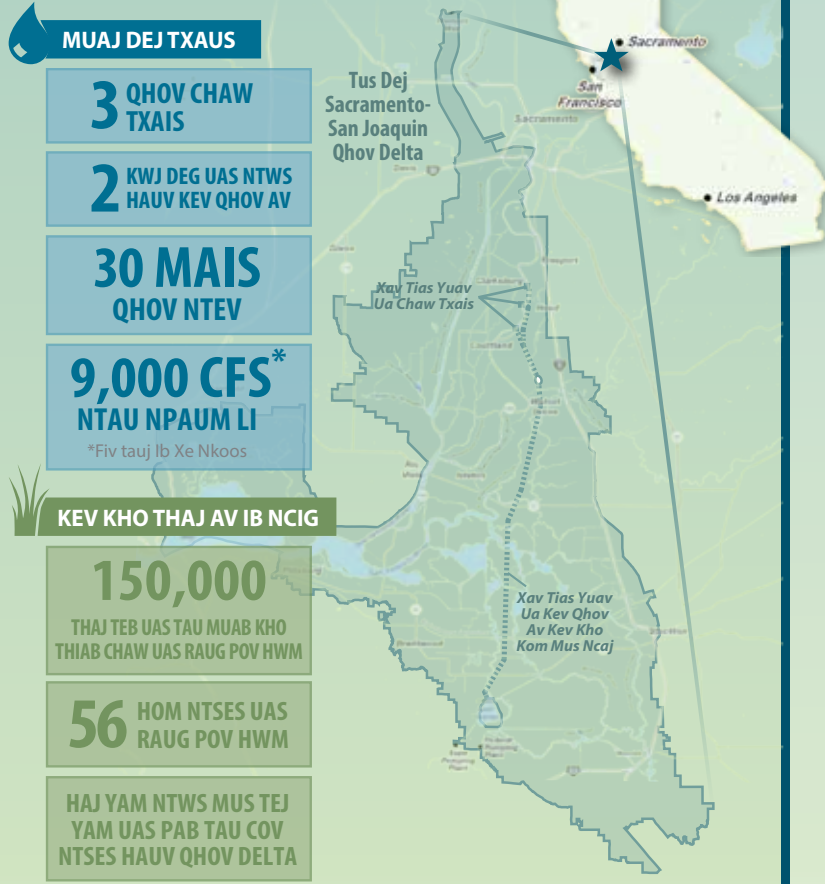 MUAJ DEJ TXAUS
3 QHOV CHAW
TXAIS
2 KWJ DEG UAS NTWS
HAUV KEV QHOV AV
30 MAIS
QHOV NTEV
9,000 CFS*
NTAU NPAUM LI
*Fiv tauj Ib Xe Nkoos
KEV KHO THAJ AV IB NCIG
150,000
THAJ TEB UAS TAU MUAB KHO
THIAB CHAW UAS RAUG POV HWM
56 HOM NTSES UAS
RAUG POV HWM
HAJ YAM NTWS MUS TEJ
YAM UAS PAB TAU COV
NTSES HAUV QHOV DELTA
Tus Dej
Sacramento-
San Joaquin
Qhov Delta
Xav Tias Yuav
Ua Chaw Txais
Xav Tias Yuav
Ua Kev Qhov
Av Kev Kho
Kom Mus Ncaj
Sacramento
San
Francisco
Los Angeles
Sacramento
Courtland